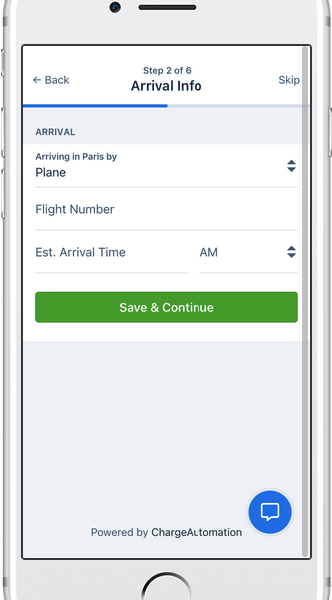 Step 2 of 6
← Back
Arrival Info
Skip
ARRIVAL
Arriving in Paris by
Plane
Flight Number
Est. Arrival Time
AM
Save & Continue
Powered by ChargeAutomation